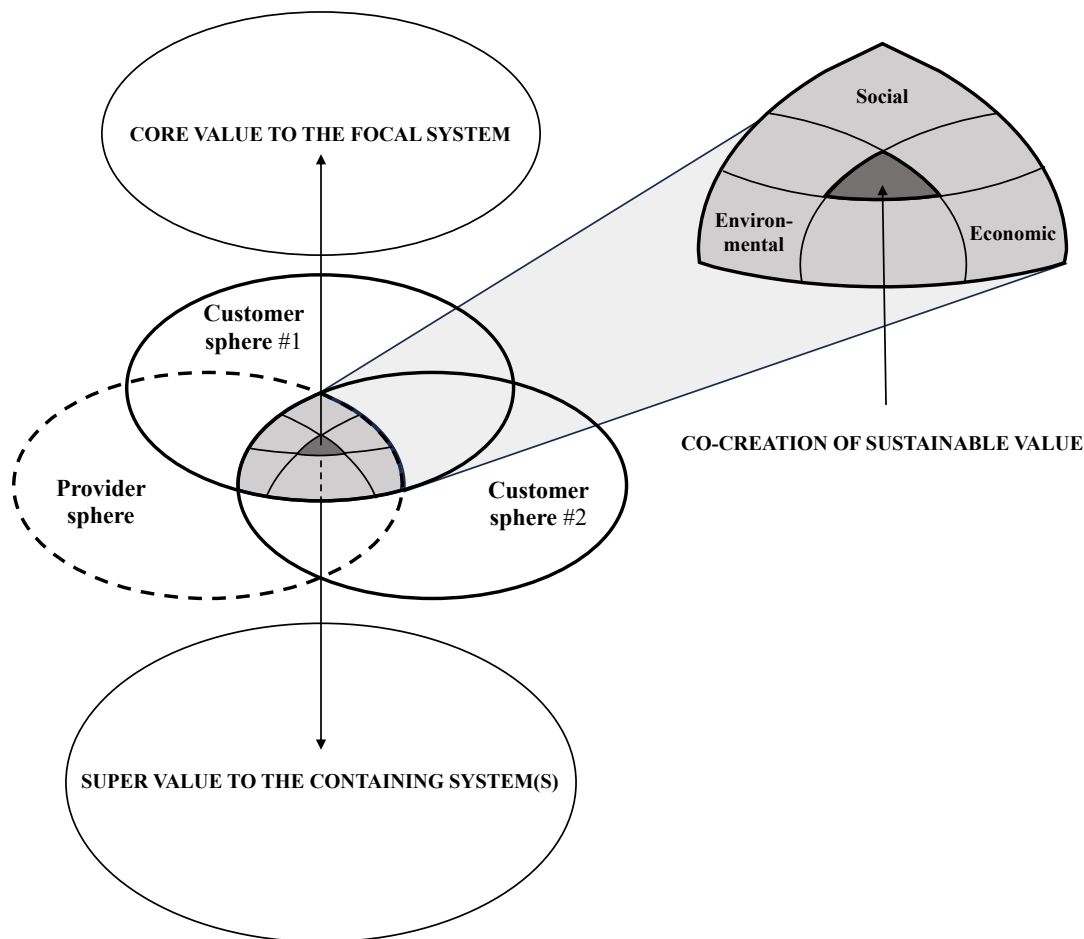 Social
CORE VALUE TO THE FOCAL SYSTEM
Environ-
mental
Economic
Customer
sphere #1
CO-CREATION OF SUSTAINABLE VALUE
Provider
sphere
Customer
sphere #2
SUPER VALUE TO THE CONTAINING SYSTEM(S)